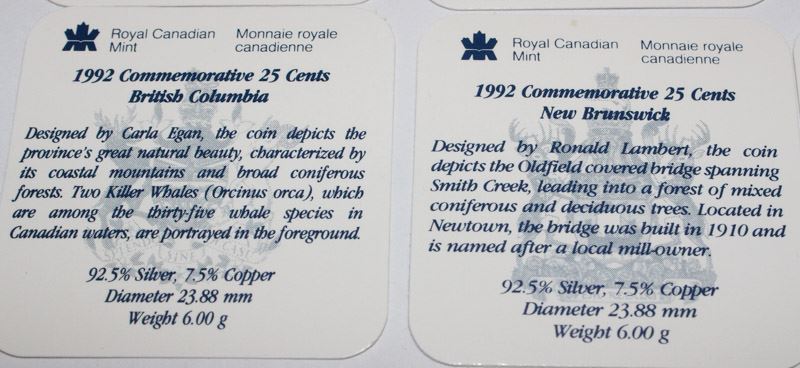 Royal Canadian Mint
Monnaie royale canadienne
1992 Commemorative 25 Cents
British Columbia
Designed by Carla Egan, the coin depicts the
province's great natural beauty, characterized by
its coastal mountains and broad coniferous
forests. Two Killer Whales (Orcinus orca), which
are among the thirty-five whale species in
Canadian waters, are portrayed in the foreground.
92.5% Silver, 7.5% Copper
Diameter 23.88 mm
Weight 6.00 g
Royal Canadian Mint
Monnaie royale canadienne
1992 Commemorative 25 Cents
New Brunswick
Designed by Ronald Lambert, the coin
depicts the Oldfield covered bridge spanning
Smith Creek, leading into a forest of mixed
coniferous and deciduous trees. Located in
Newtown, the bridge was built in 1910 and
is named after a local mill-owner.
92.5% Silver, 7.5% Copper
Diameter 23.88 mm
Weight 6.00 g